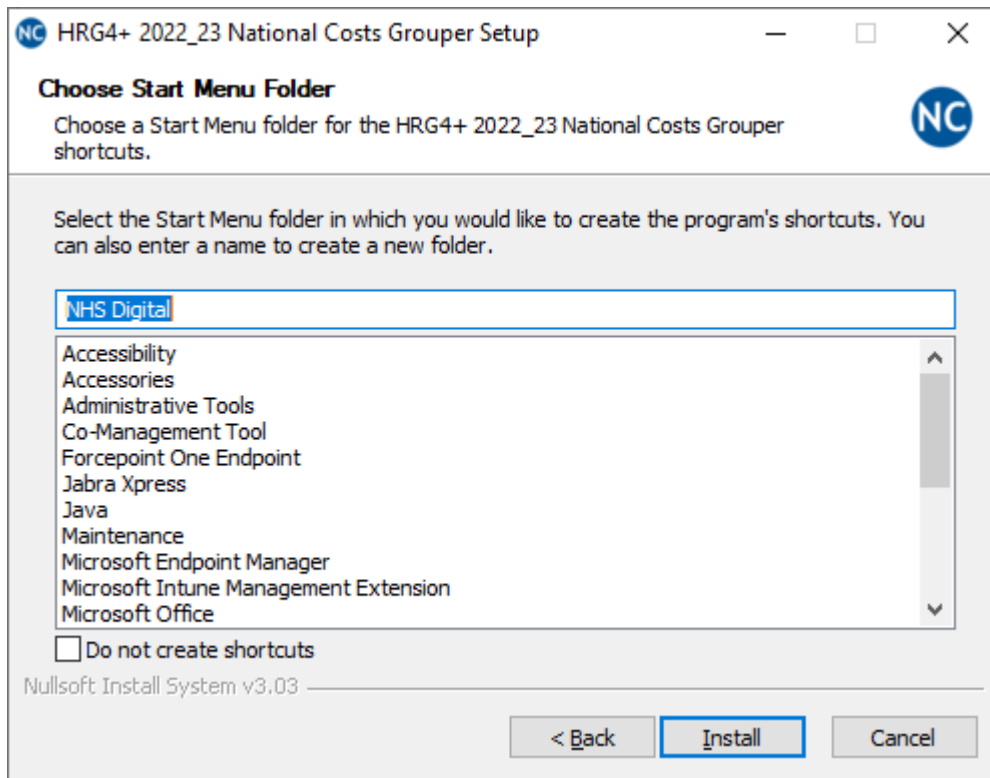 NC HRG4+ 2022_23 National Costs Grouper Setup
Choose Start Menu Folder
Choose a Start Menu folder for the HRG4+ 2022_23 National Costs Grouper
shortcuts.
NC
Select the Start Menu folder in which you would like to create the program's shortcuts. You
can also enter a name to create a new folder.
NHS Digital
Accessibility
Accessories
Administrative Tools
Co-Management Tool
Forcepoint One Endpoint
Jabra Xpress
Java
Maintenance
Microsoft Endpoint Manager
Microsoft Intune Management Extension
Microsoft Office
Do not create shortcuts
Nullsoft Install System v3.03
< Back Install Cancel